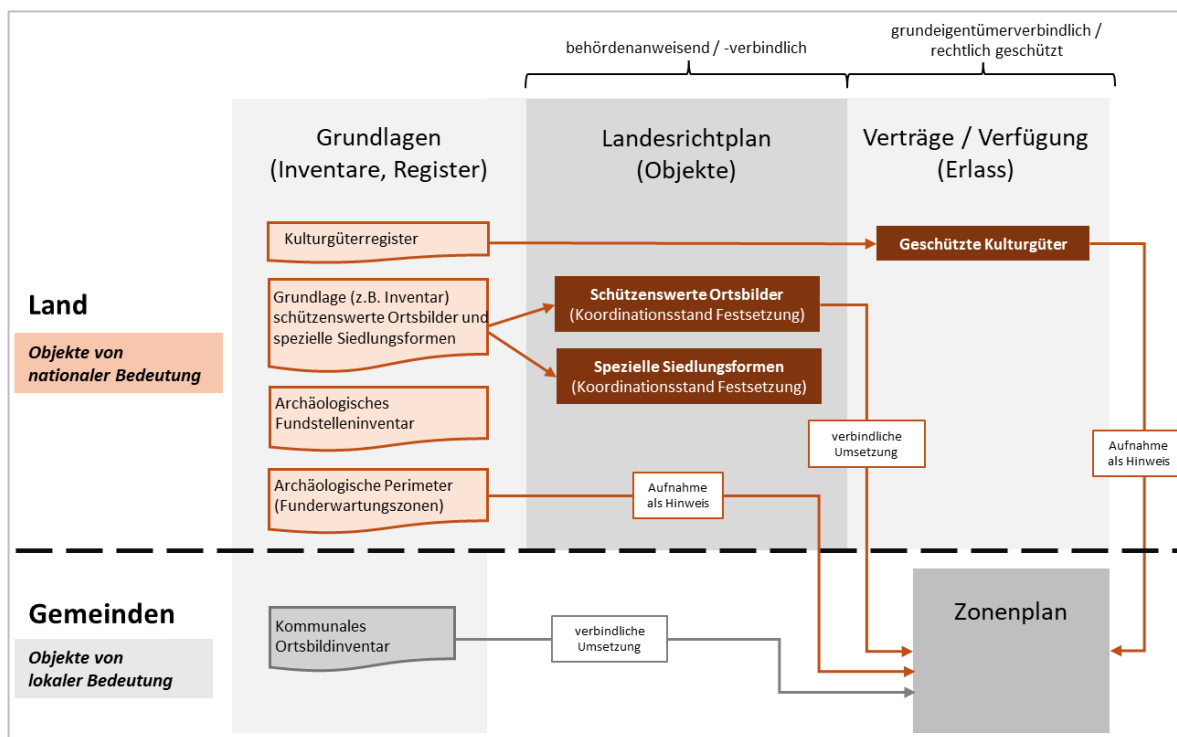 behördenanweisend / -verbindlich
grundeigentümerverbindlich /
rechtlich geschützt
Grundlagen
(Inventare, Register)
Landesrichtplan
(Objekte)
Verträge / Verfügung
(Erlass)
Land
Objekte von
nationaler Bedeutung
Kulturgüterregister
Geschützte Kulturgüter
Grundlage (z.B. Inventar)
schützenswerte Ortsbilder und
spezielle Siedlungsformen
Schützenswerte Ortsbilder
(Koordinationsstand Festsetzung)
Spezielle Siedlungsformen
(Koordinationsstand Festsetzung)
Archäologisches
Fundstelleninventar
verbindliche
Umsetzung
Aufnahme
als Hinweis
Archäologische Perimeter
(Funderwartungszonen)
Aufnahme
als Hinweis
Gemeinden
Objekte von
lokaler Bedeutung
Kommunales
Ortsbildinventar
verbindliche
Umsetzung
Zonenplan